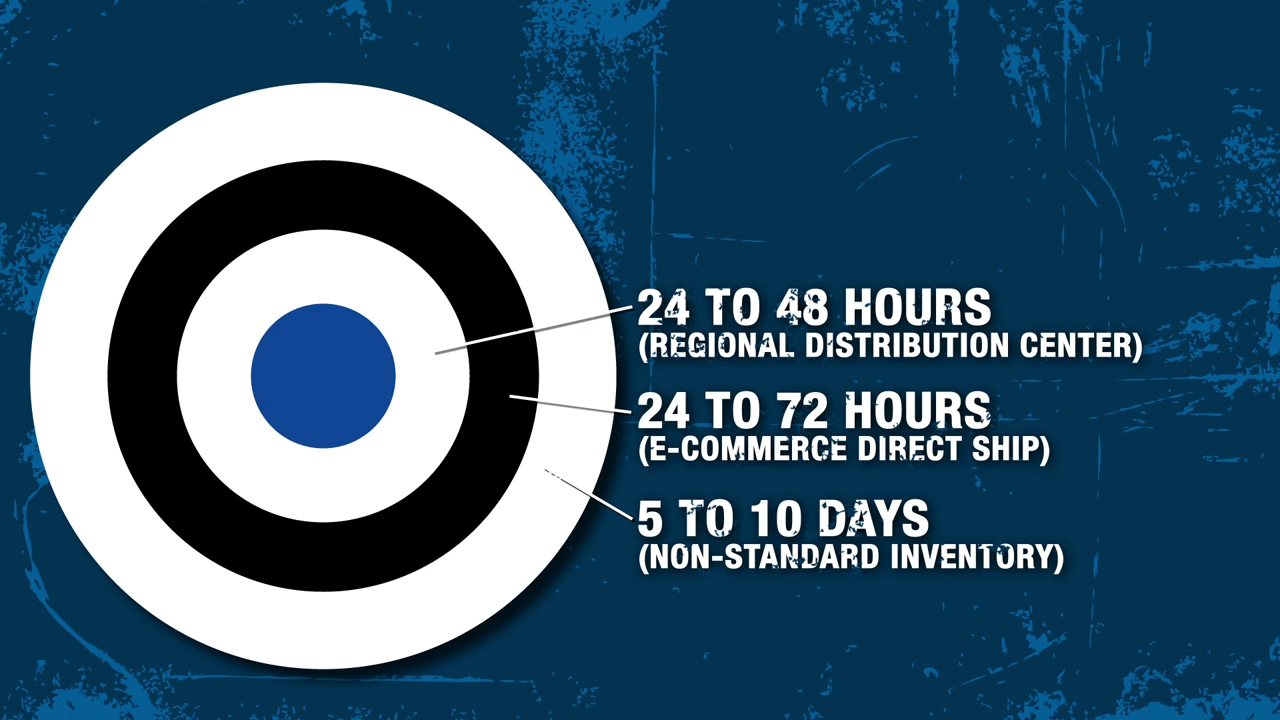 24 TO 48 HOURS
(REGIONAL DISTRIBUTION CENTER)
24 TO 72 HOURS
(E-COMMERCE DIRECT SHIP)
5 TO 10 DAYS
(NON-STANDARD INVENTORY)